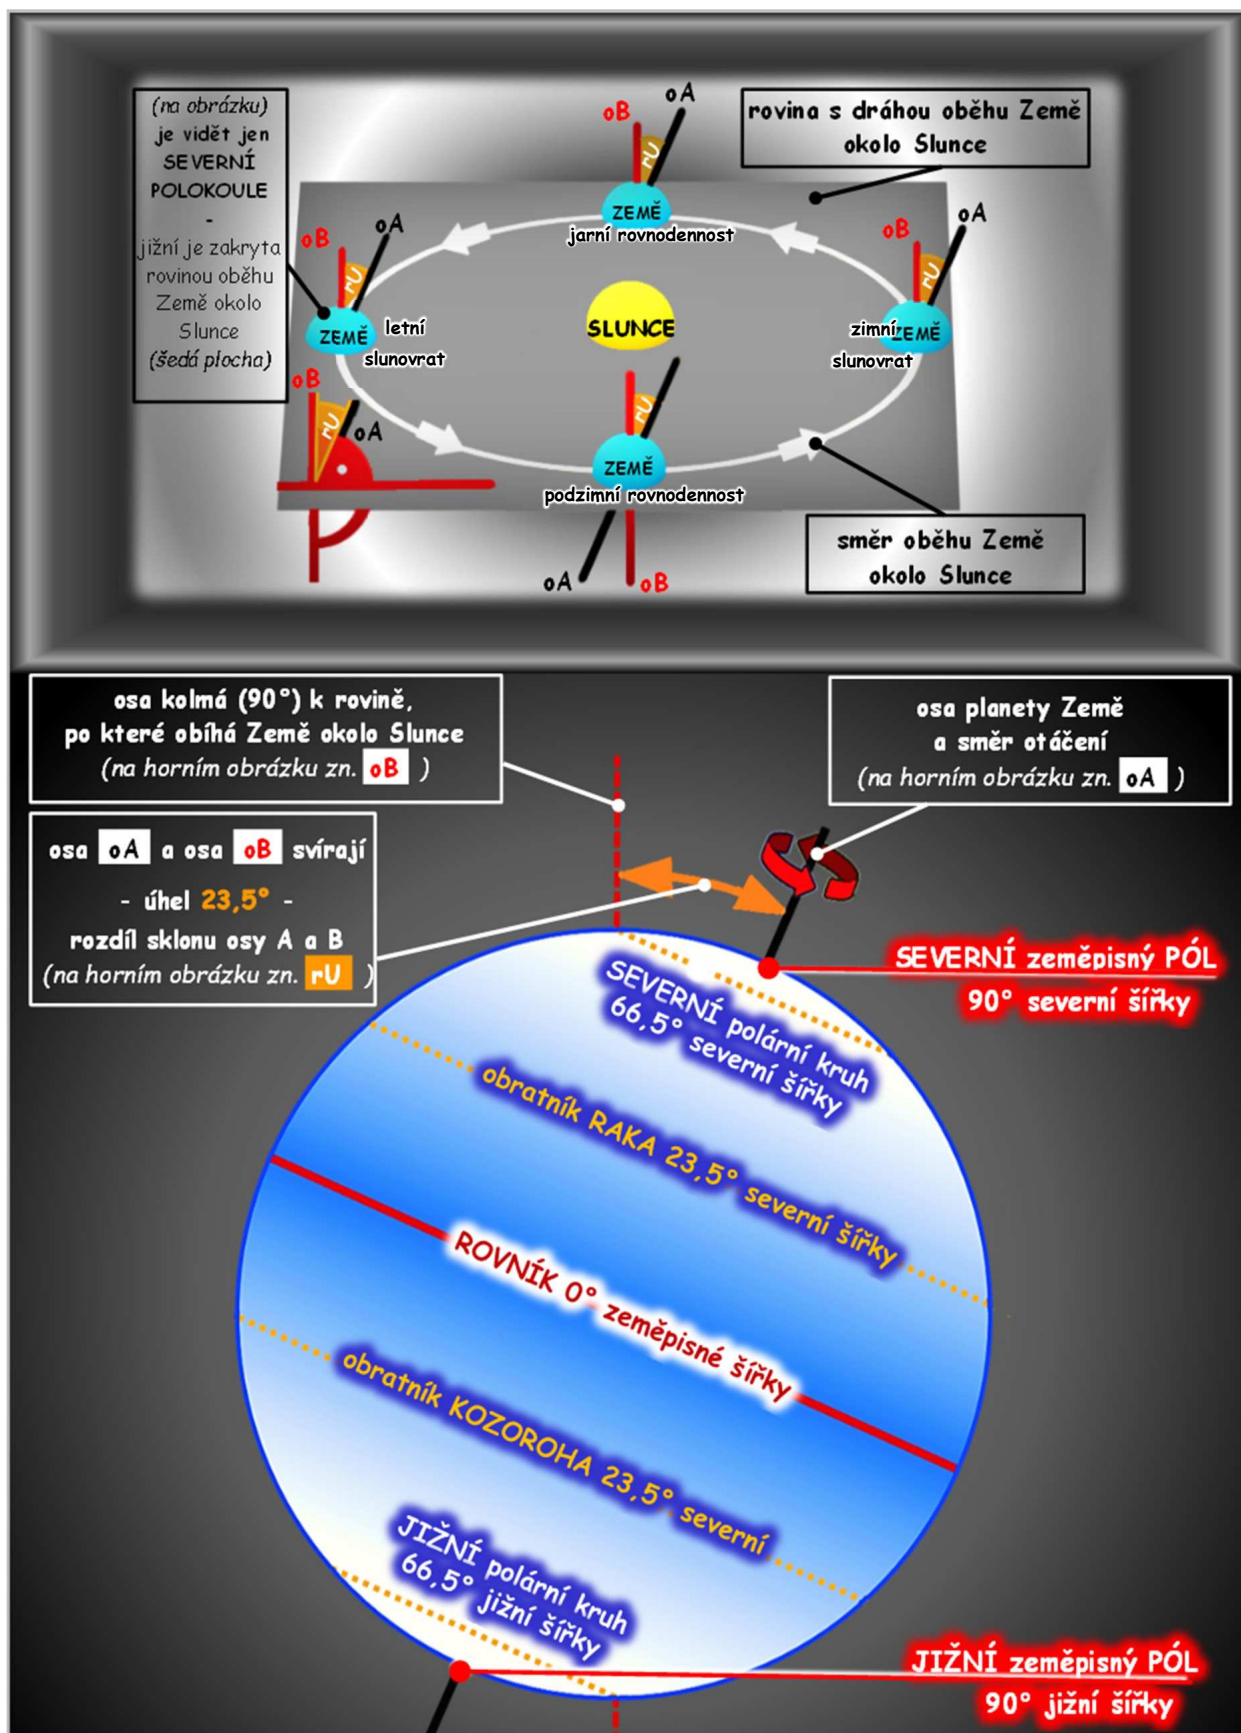 (na obrázku)
je vidět jen
SEVERNÍ
POLOKOULE
-
jižní je zakryta
rovinou oběhu
Země okolo
Slunce
(šedá plocha)
oB
oA
rU
ZEMĚ
jarní rovnodennost
rovina s dráhou oběhu Země
okolo Slunce
oB
oA
rU
ZEMĚ
letní
slunovrat
SLUNCE
oB
oA
rU
zimní
ZEMĚ
slunovrat
oB
rU
oA
rU
ZEMĚ
podzimní rovnodennost
oA
oB
směr oběhu Země
okolo Slunce
osa kolmá (90°) k rovině,
po které obíhá Země okolo Slunce
(na horním obrázku zn. oB )
osa planety Země
a směr otáčení
(na horním obrázku zn. oA )
osa oA a osa oB svírají
- úhel 23,5° -
rozdíl sklonu osy A a B
(na horním obrázku zn. rU )
SEVERNÍ zeměpisný PÓL
90° severní šířky
SEVERNÍ polární kruh
66,5° severní šířky
obratník RAKA 23,5° severní šířky
ROVNÍK 0° zeměpisné šířky
obratník KOZOROHA 23,5° severní
JIŽNÍ polární kruh
66,5° jižní šířky
JIŽNÍ zeměpisný PÓL
90° jižní šířky